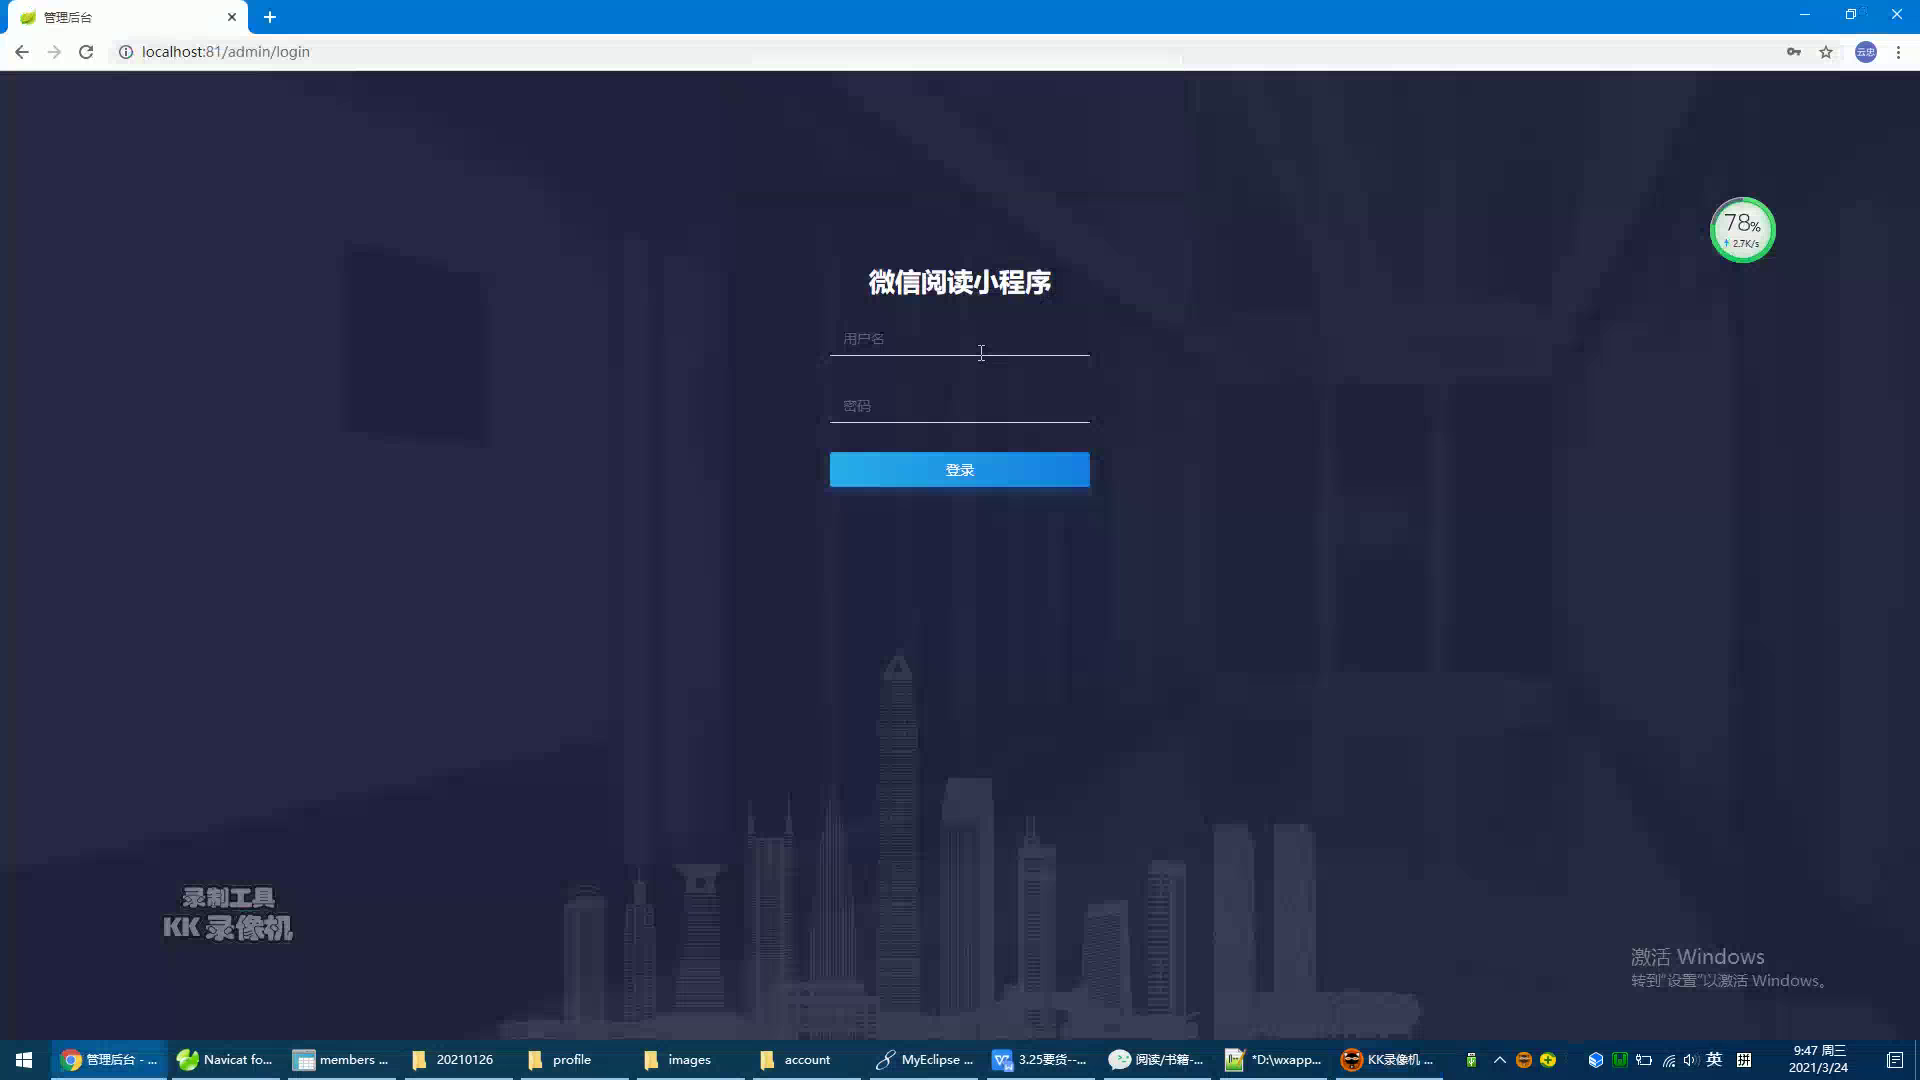 管理后台
localhost:81/admin/login
云忠
78%
2.7K/s
微信阅读小程序
用户名
密码
登录
录制工具
KK 录像机
激活 Windows
转到“设置”以激活 Windows。
管理后台 - ...
Navicat fo...
members ...
20210126
profile
images
account
MyEclipse ...
3.25要货--...
阅读/书籍-...
*D:\wxapp...
KK录像机 ...
英
拼
9:47 周三
2021/3/24